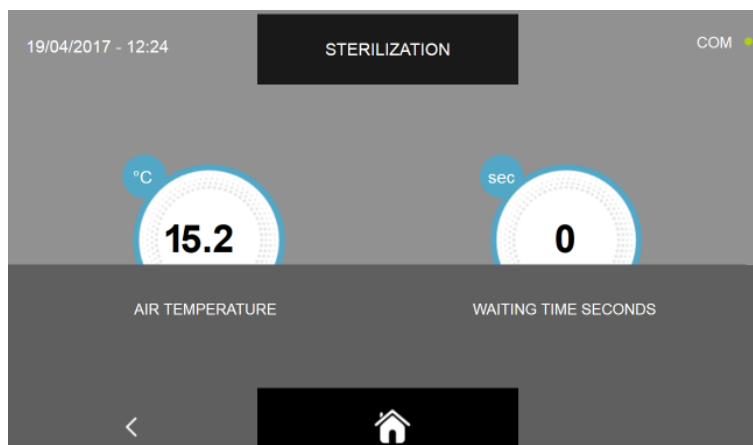 19/04/2017 - 12:24
STERILIZATION
COM
°C
15.2
sec
0
AIR TEMPERATURE
WAITING TIME SECONDS